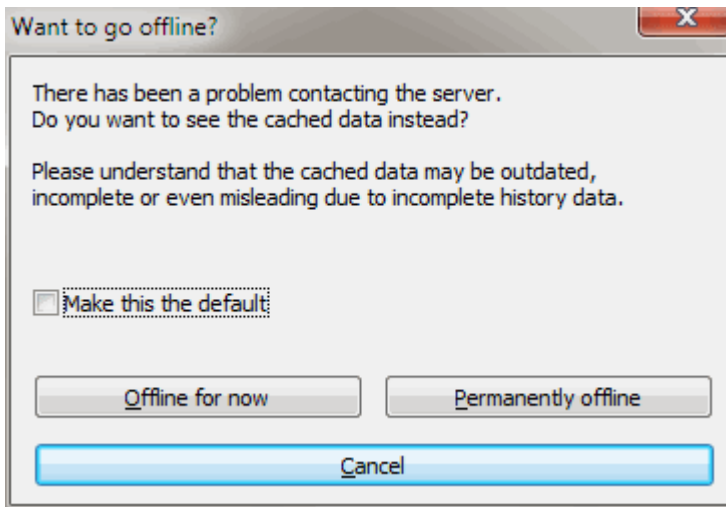 Want to go offline?
There has been a problem contacting the server.
Do you want to see the cached data instead?
Please understand that the cached data may be outdated,
incomplete or even misleading due to incomplete history data.
Make this the default
Offline for now
Permanently offline
Cancel